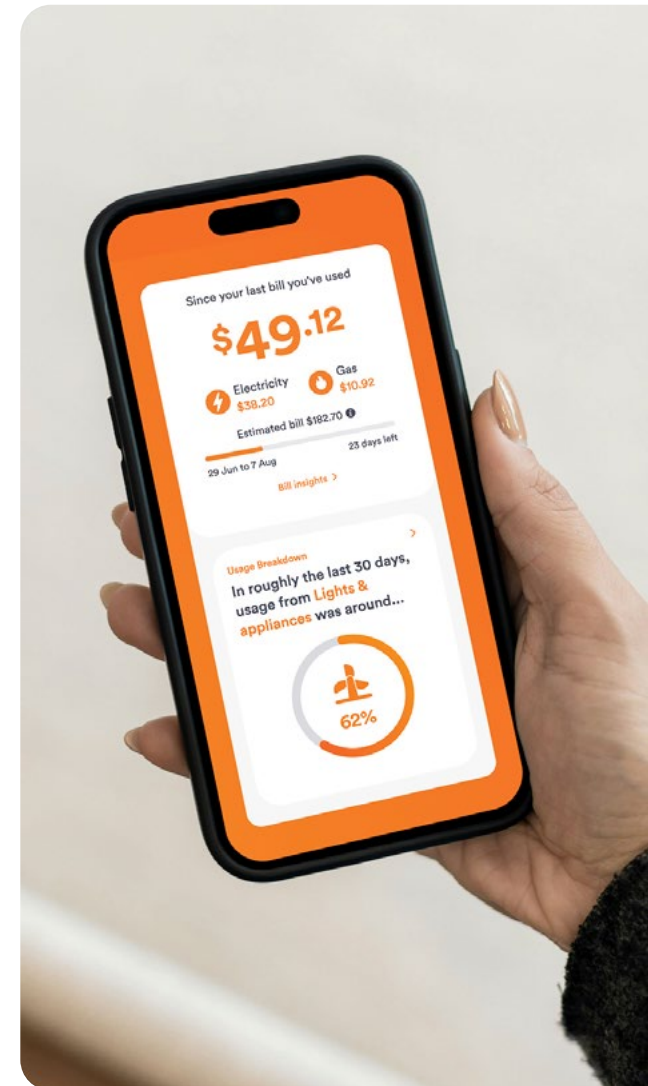 Since your last bill you've used
$49.12
Electricity
$38.20
Gas
$10.92
Estimated bill $182.70
29 Jun to 7 Aug
23 days left
Bill insights >
Usage Breakdown
In roughly the last 30 days,
usage from Lights &
appliances was around...
62%